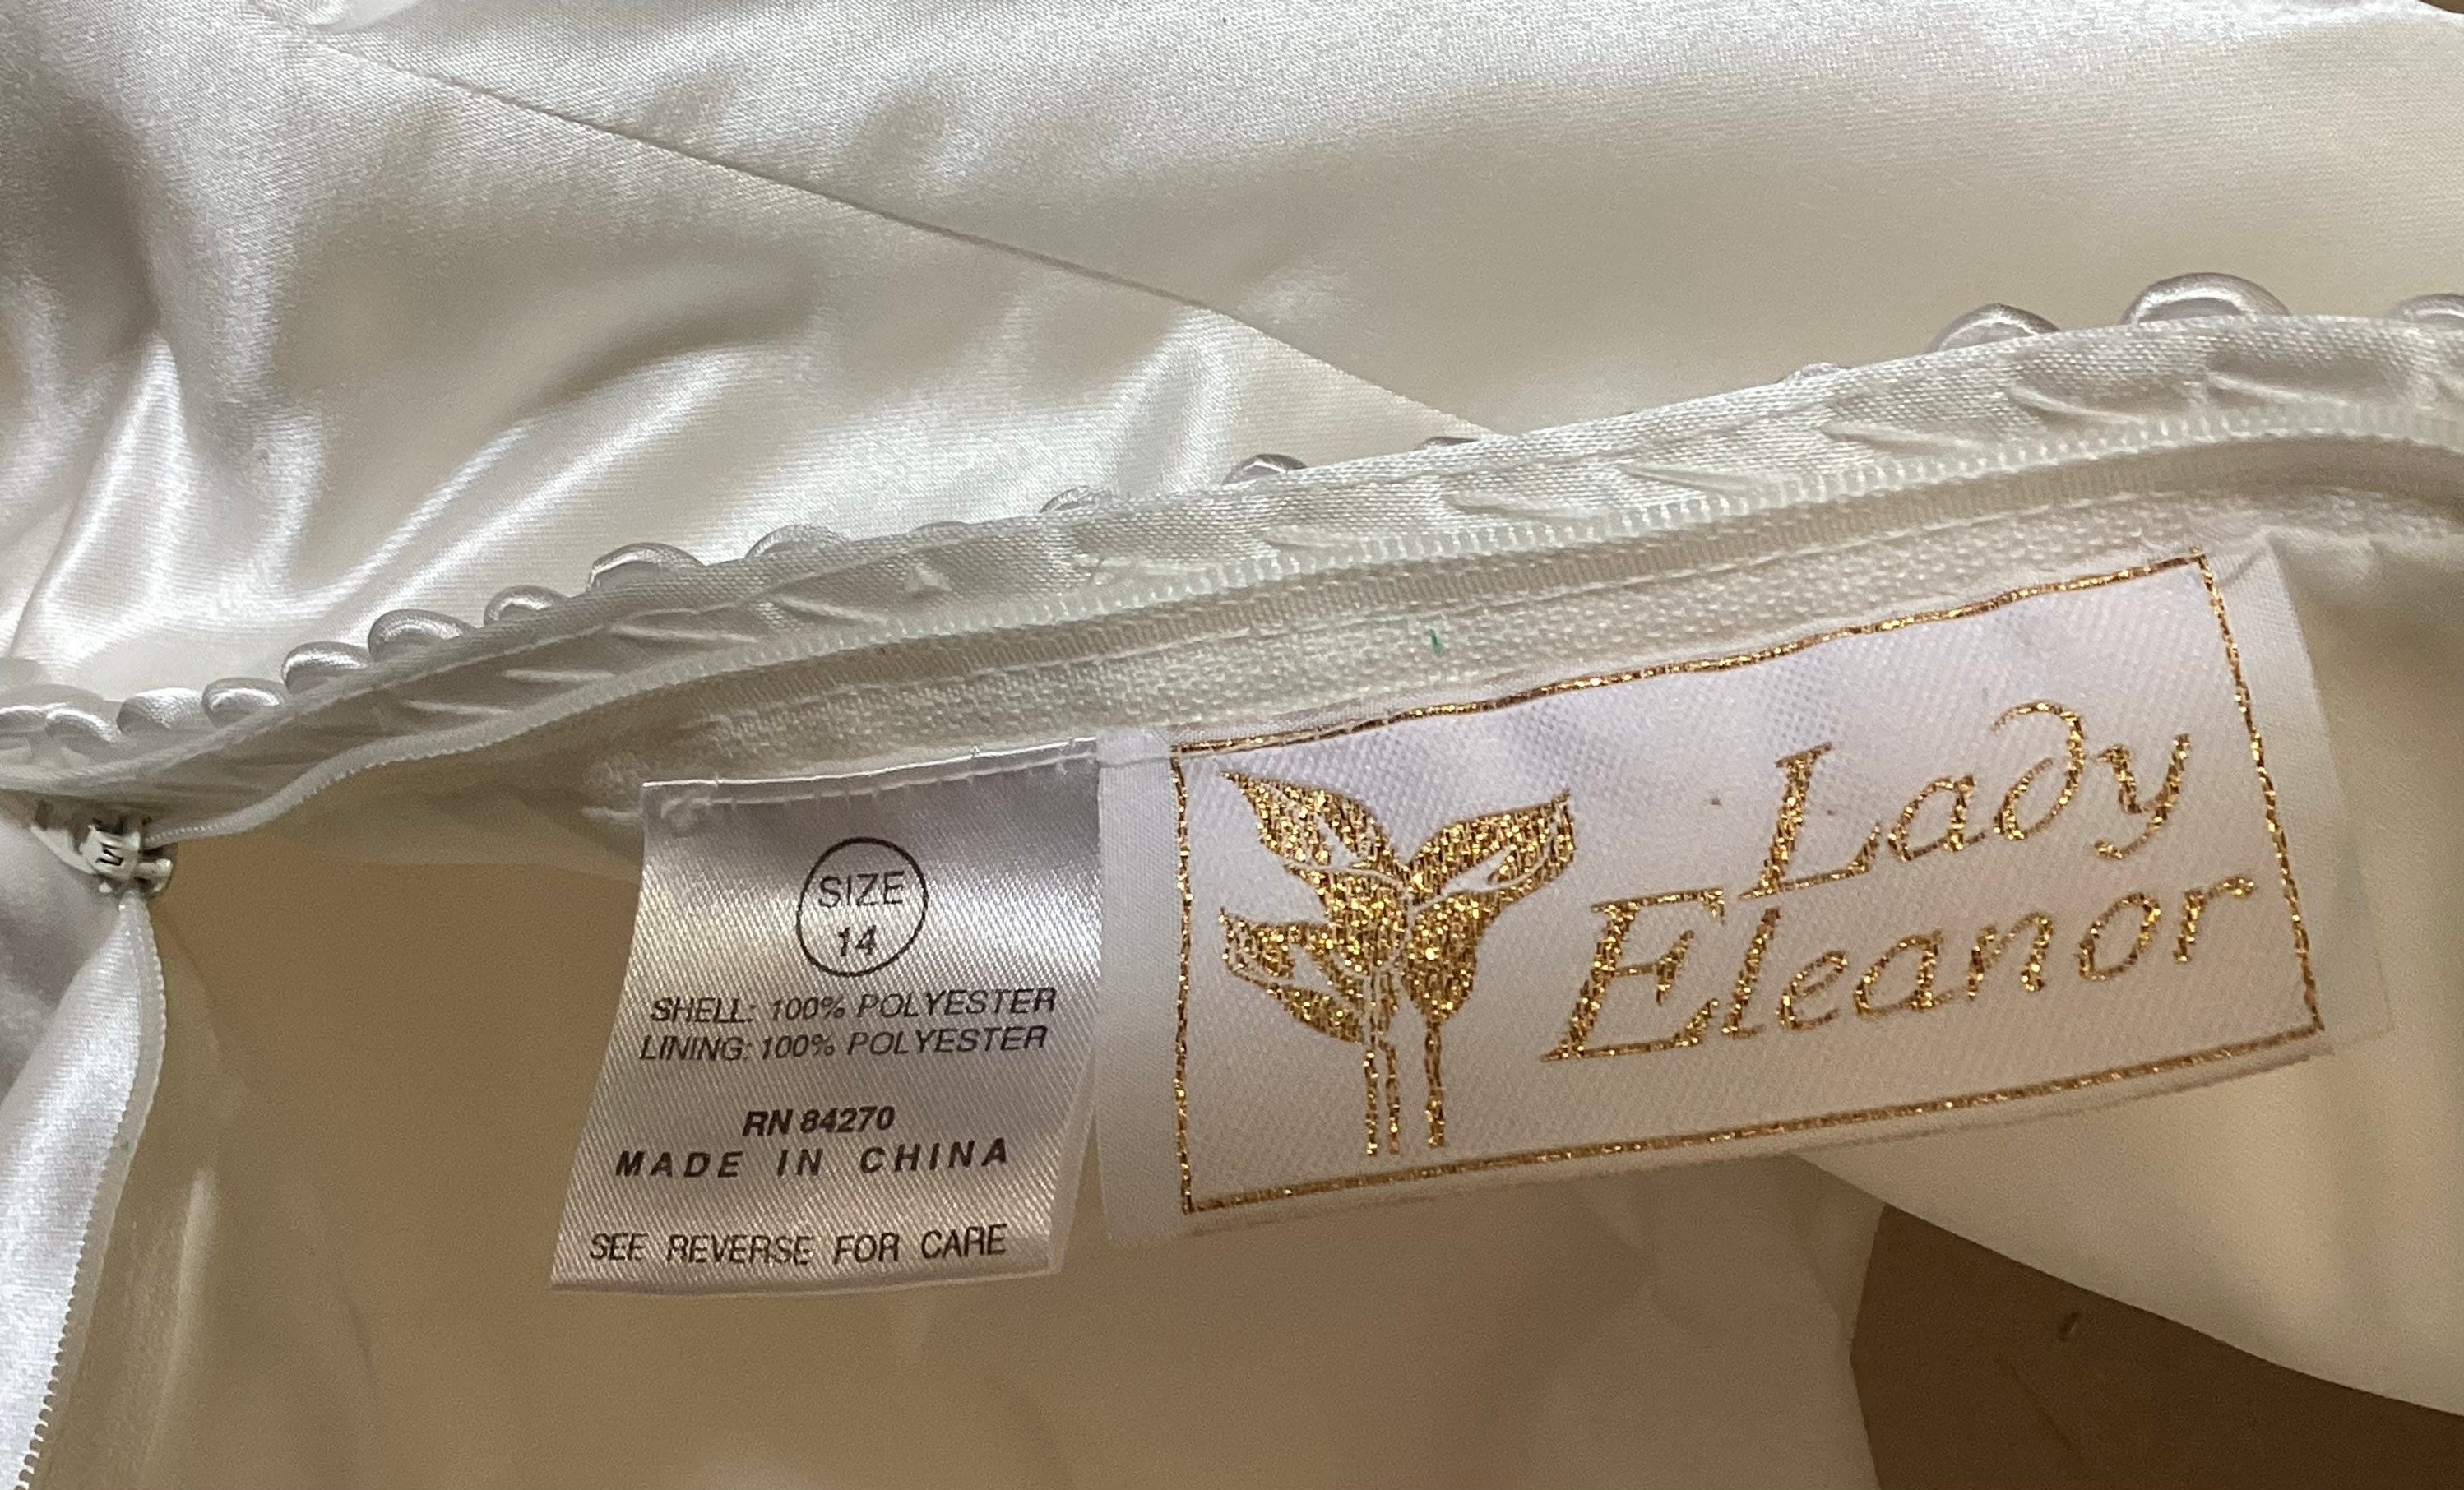 SIZE
14
SHELL: 100% POLYESTER
LINING: 100% POLYESTER
RN 84270
MADE IN CHINA
SEE REVERSE FOR CARE
Lady
Eleanor